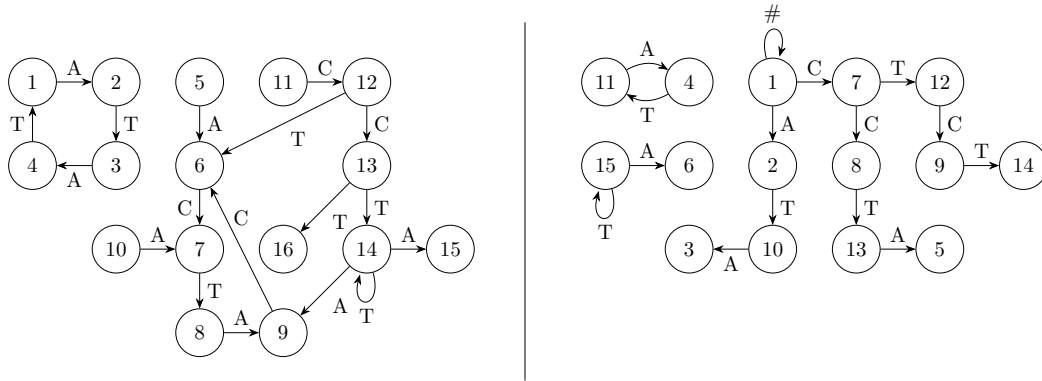 #
1 A 2 5 11 C 12
11 A 4 1 C 7 T 12
T T A T C
T A C C
4 A 3 6 13
15 A 6 2 8 9 T 14
T
C C T T T
T T
10 A 7 16 14 A 15
3 A 10 13 A 5
T A T
8 A 9